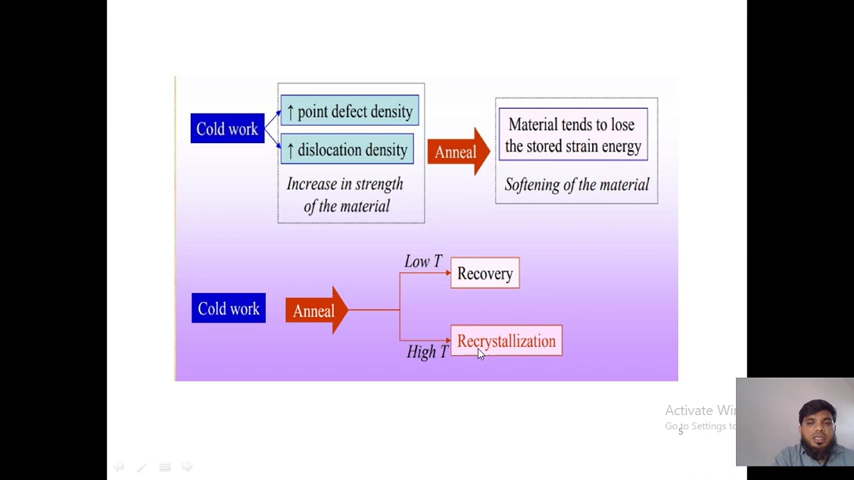 Cold work
↑ point defect density
↑ dislocation density
Increase in strength
of the material
Anneal
Material tends to lose
the stored strain energy
Softening of the material
Cold work
Anneal
Low T
Recovery
High T
Recrystallization
Activate
Go to Settings to
5